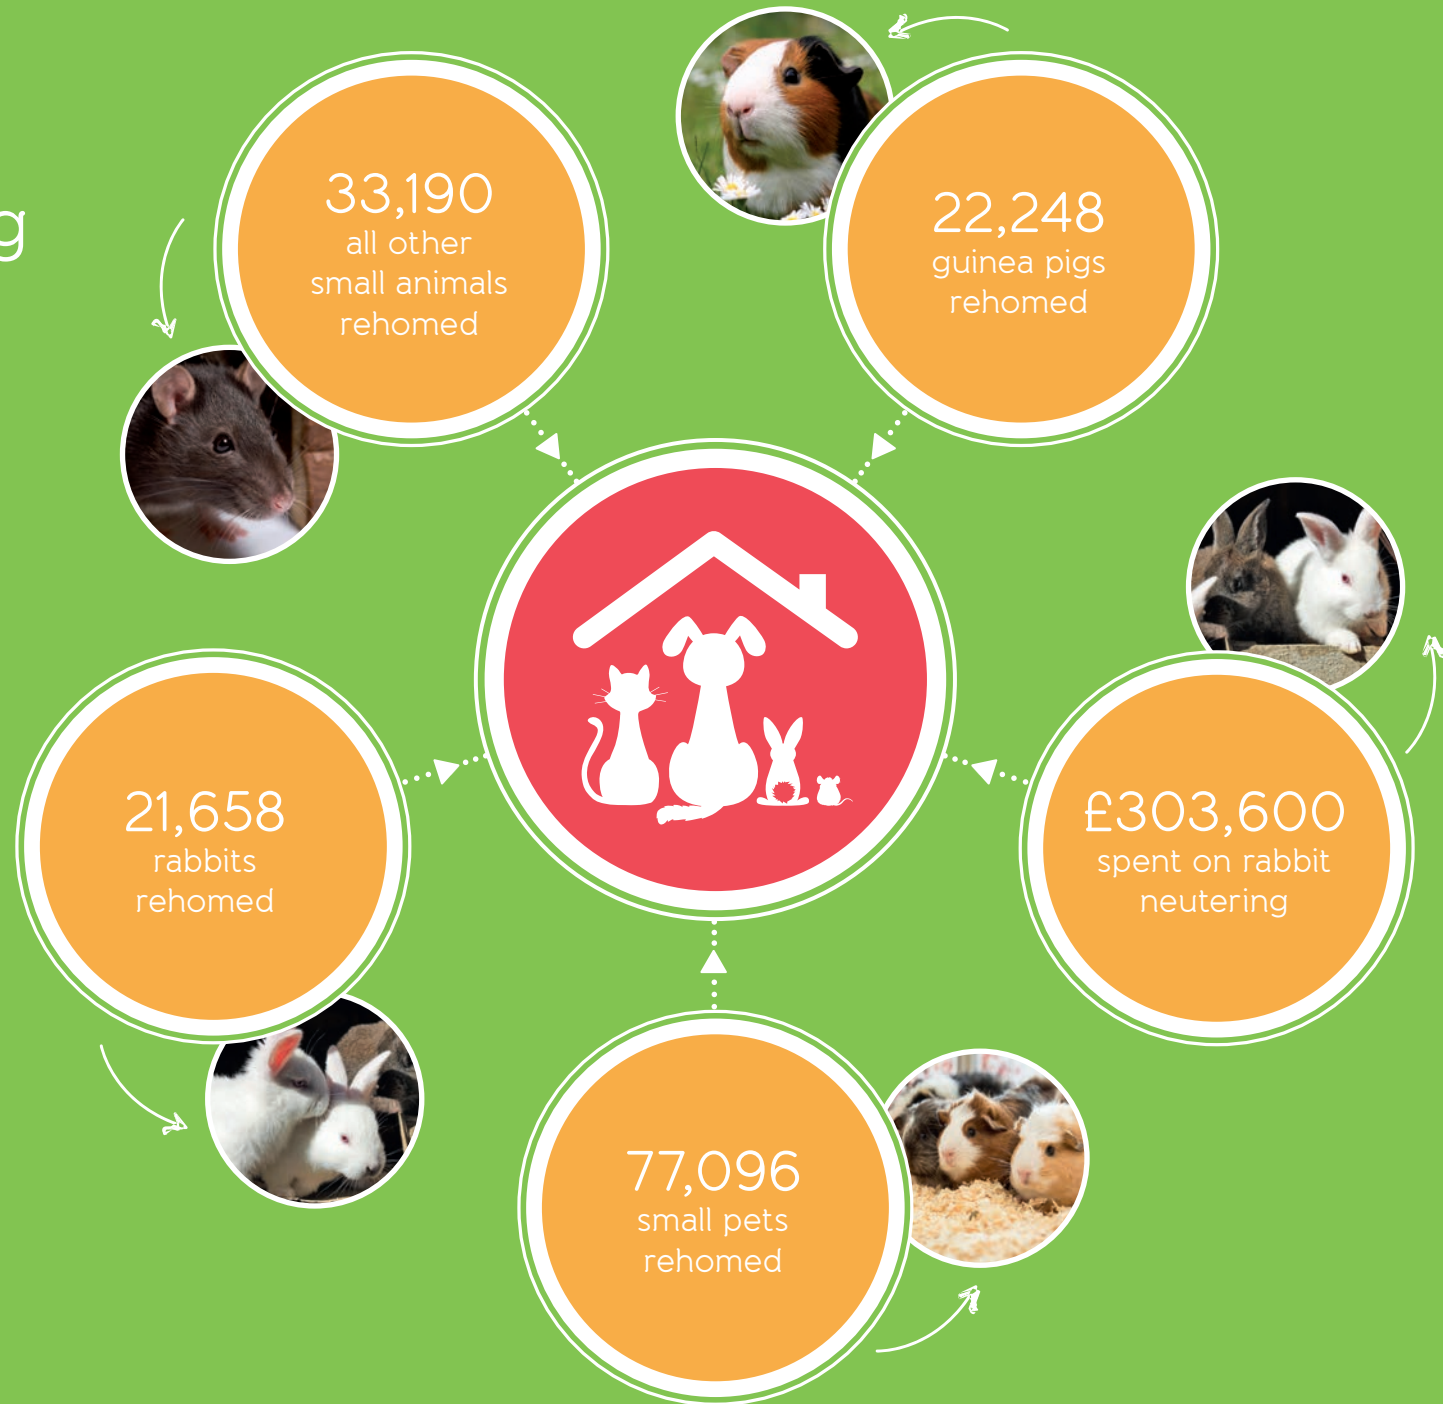 33,190
all other
small animals
rehomed
22,248
guinea pigs
rehomed
21,658
rabbits
rehomed
£303,600
spent on rabbit
neutering
77,096
small pets
rehomed